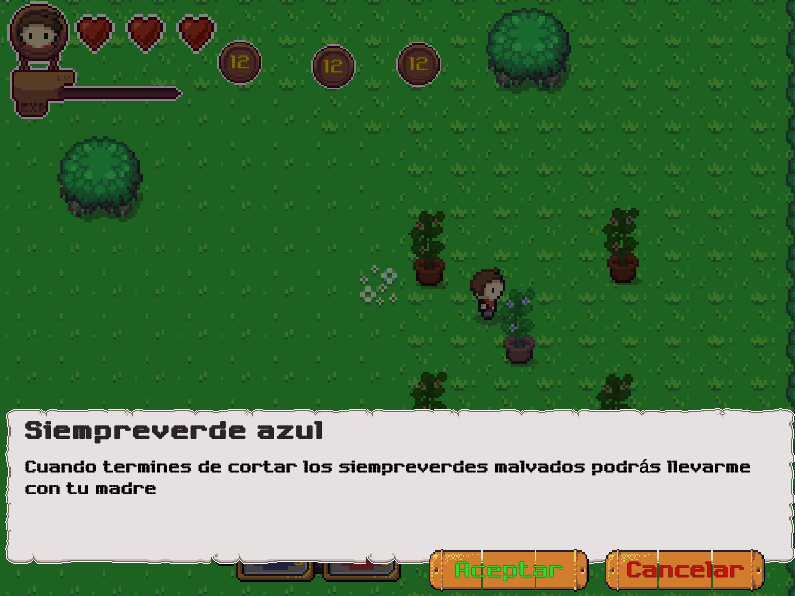 12
12
12
Siempreverde azul
Cuando termines de cortar los siempreverdes malvados podrás llevarme
con tu madre
Aceptar
Cancelar